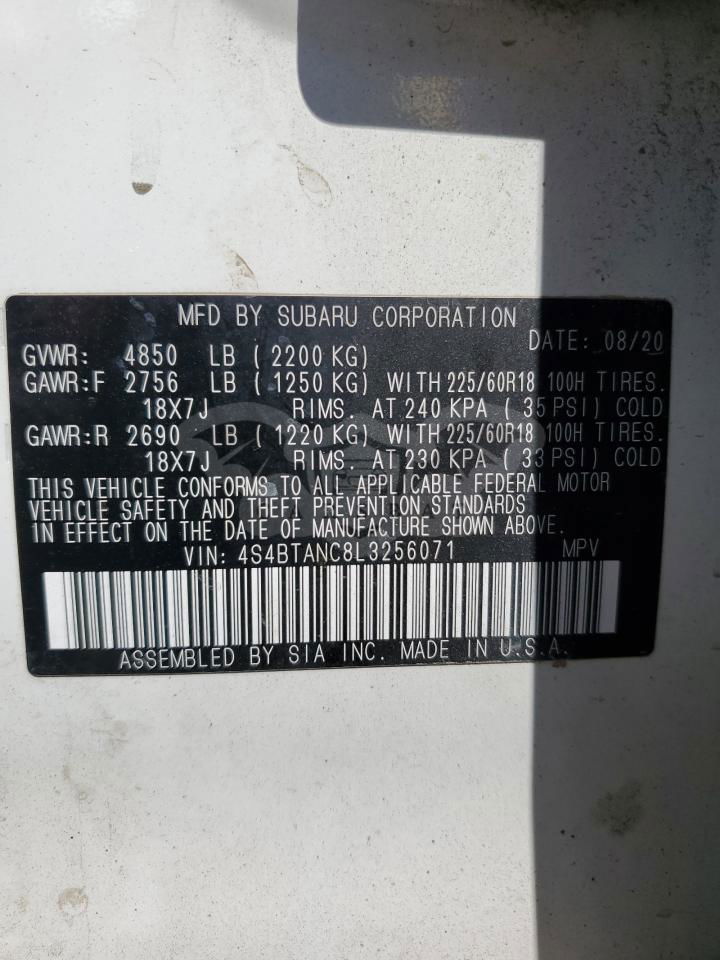 MFD BY SUBARU CORPORATION
DATE: 08/20
GVWR: 4850 LB ( 2200 KG)
GAWR:F 2756 LB ( 1250 KG) WITH 225/60R18 100H TIRES.
18X7J RIMS. AT 240 KPA ( 35 PSI) COLD
GAWR:R 2690 LB ( 1220 KG) WITH 225/60R18 100H TIRES.
18X7J RIMS. AT 230 KPA ( 33 PSI) COLD
THIS VEHICLE CONFORMS TO ALL APPLICABLE FEDERAL MOTOR
VEHICLE SAFETY AND THEFT PREVENTION STANDARDS
IN EFFECT ON THE DATE OF MANUFACTURE SHOWN ABOVE.
VIN: 4S4BTANC8L3256071 MPV
ASSEMBLED BY SIA INC. MADE IN U.S.A.